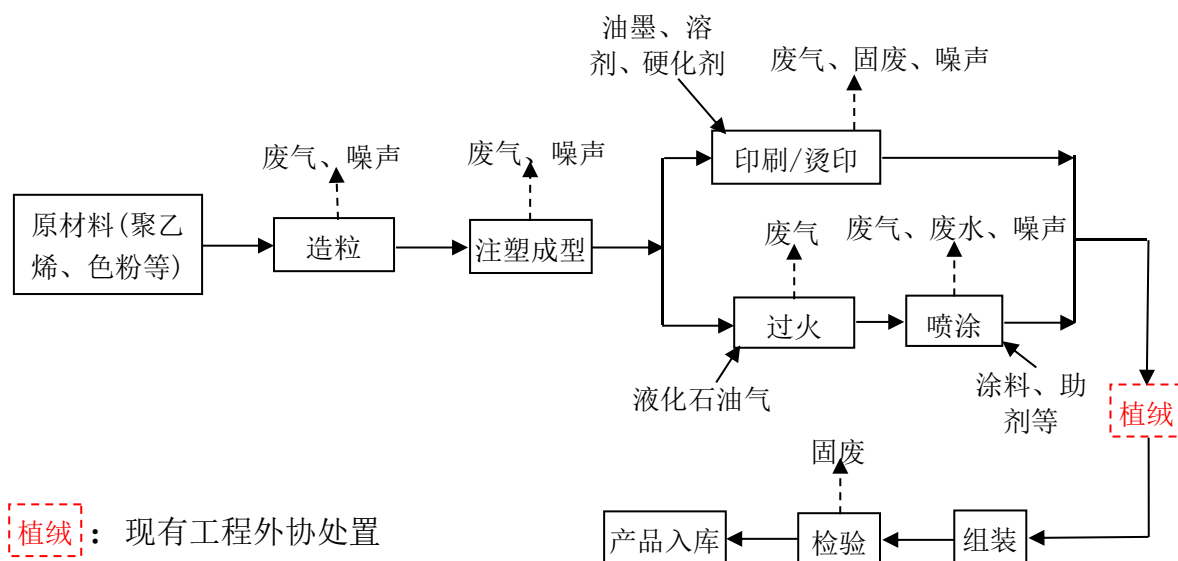 油墨、溶
剂、硬化剂
废气、固废、噪声
废气、噪声
废气、噪声
印刷/烫印
原材料(聚乙
烯、色粉等)
造粒
注塑成型
废气
废气、废水、噪声
过火
喷涂
液化石油气
涂料、助
剂等
植绒
固废
植绒：现有工程外协处置
产品入库
检验
组装